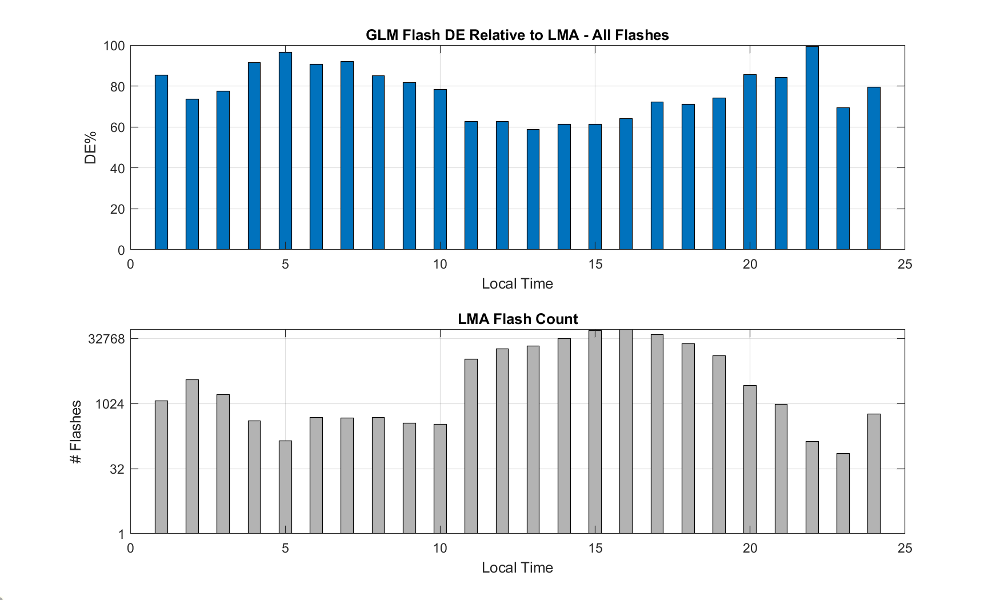 GLM Flash DE Relative to LMA - All Flashes
100
80
60
40
20
0
DE%
0 5 10 15 20 25
Local Time
LMA Flash Count
32768
1024
32
1
# Flashes
0 5 10 15 20 25
Local Time